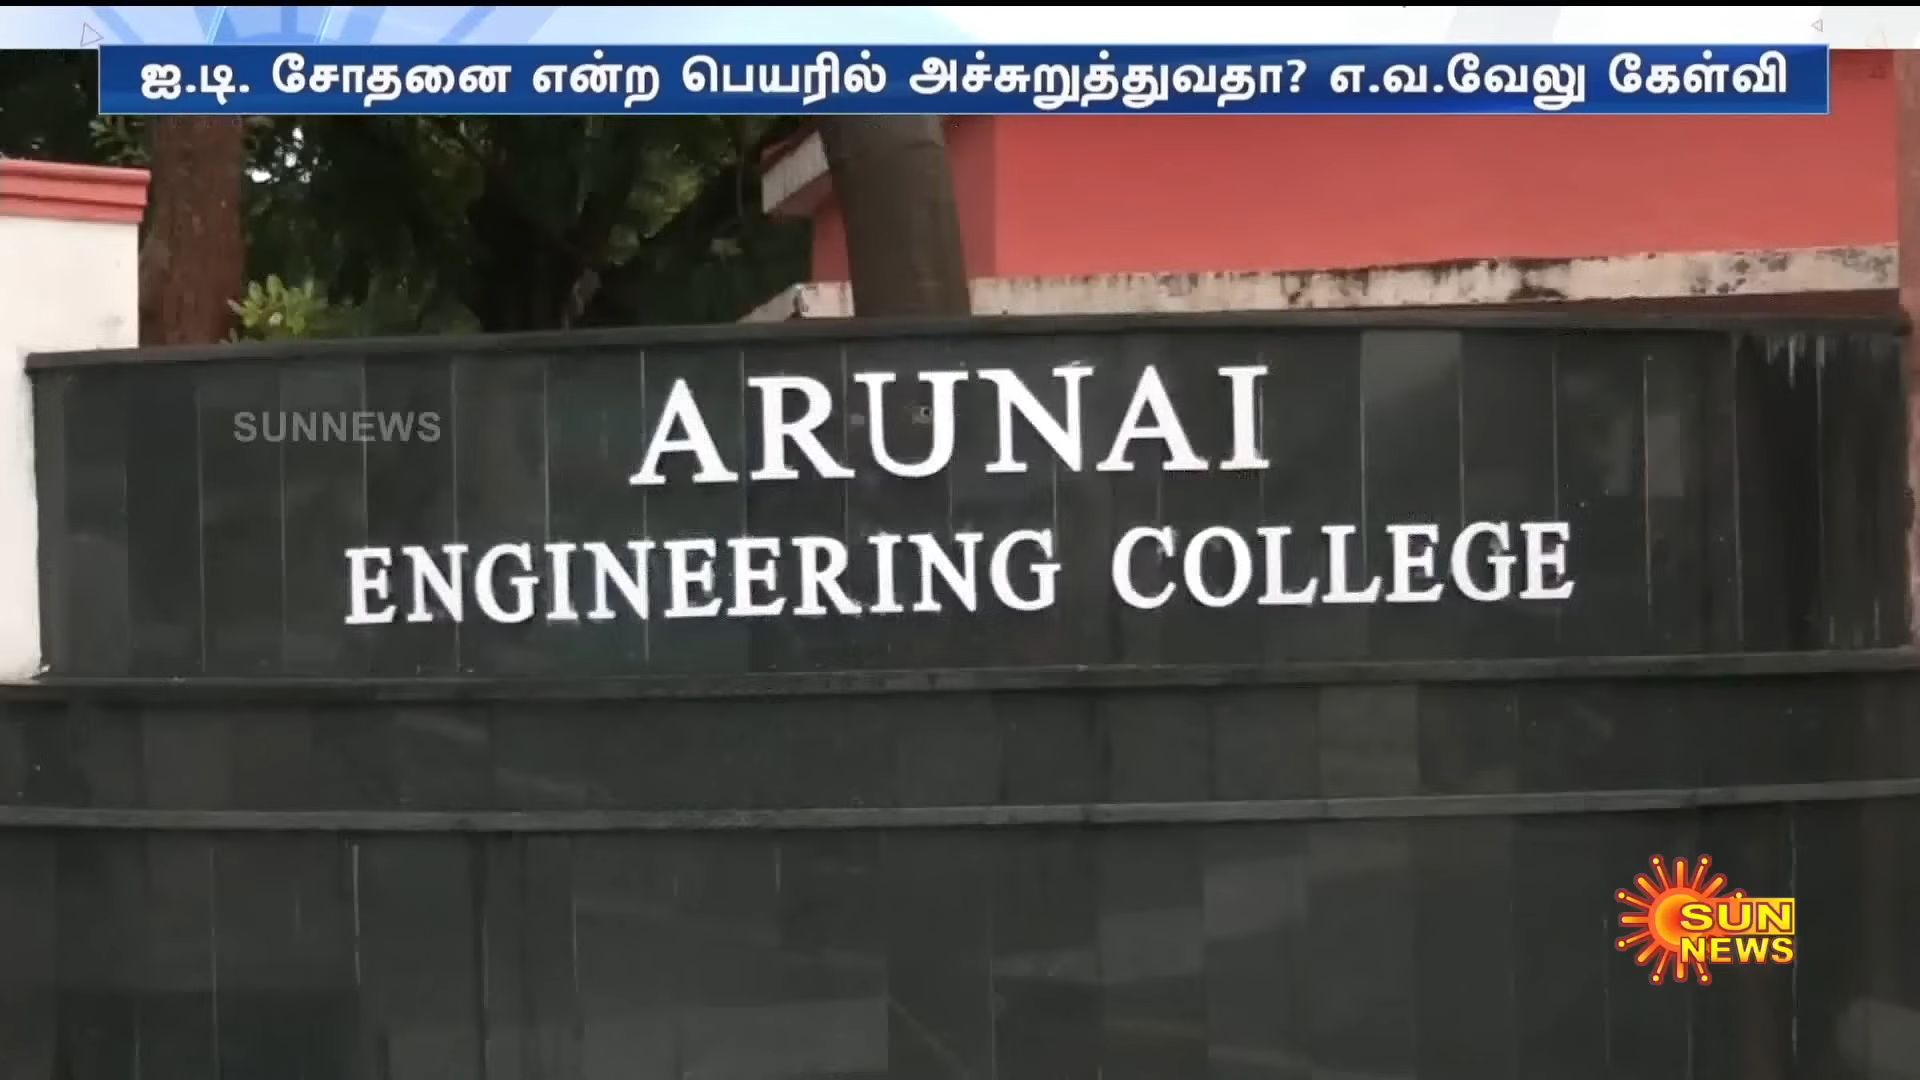 ஐ.டி. சோதனை என்ற பெயரில் அச்சுறுத்துவதா? எ.வ.வேலு கேள்வி
SUNNEWS
ARUNAI
ENGINEERING COLLEGE
SUN
NEWS